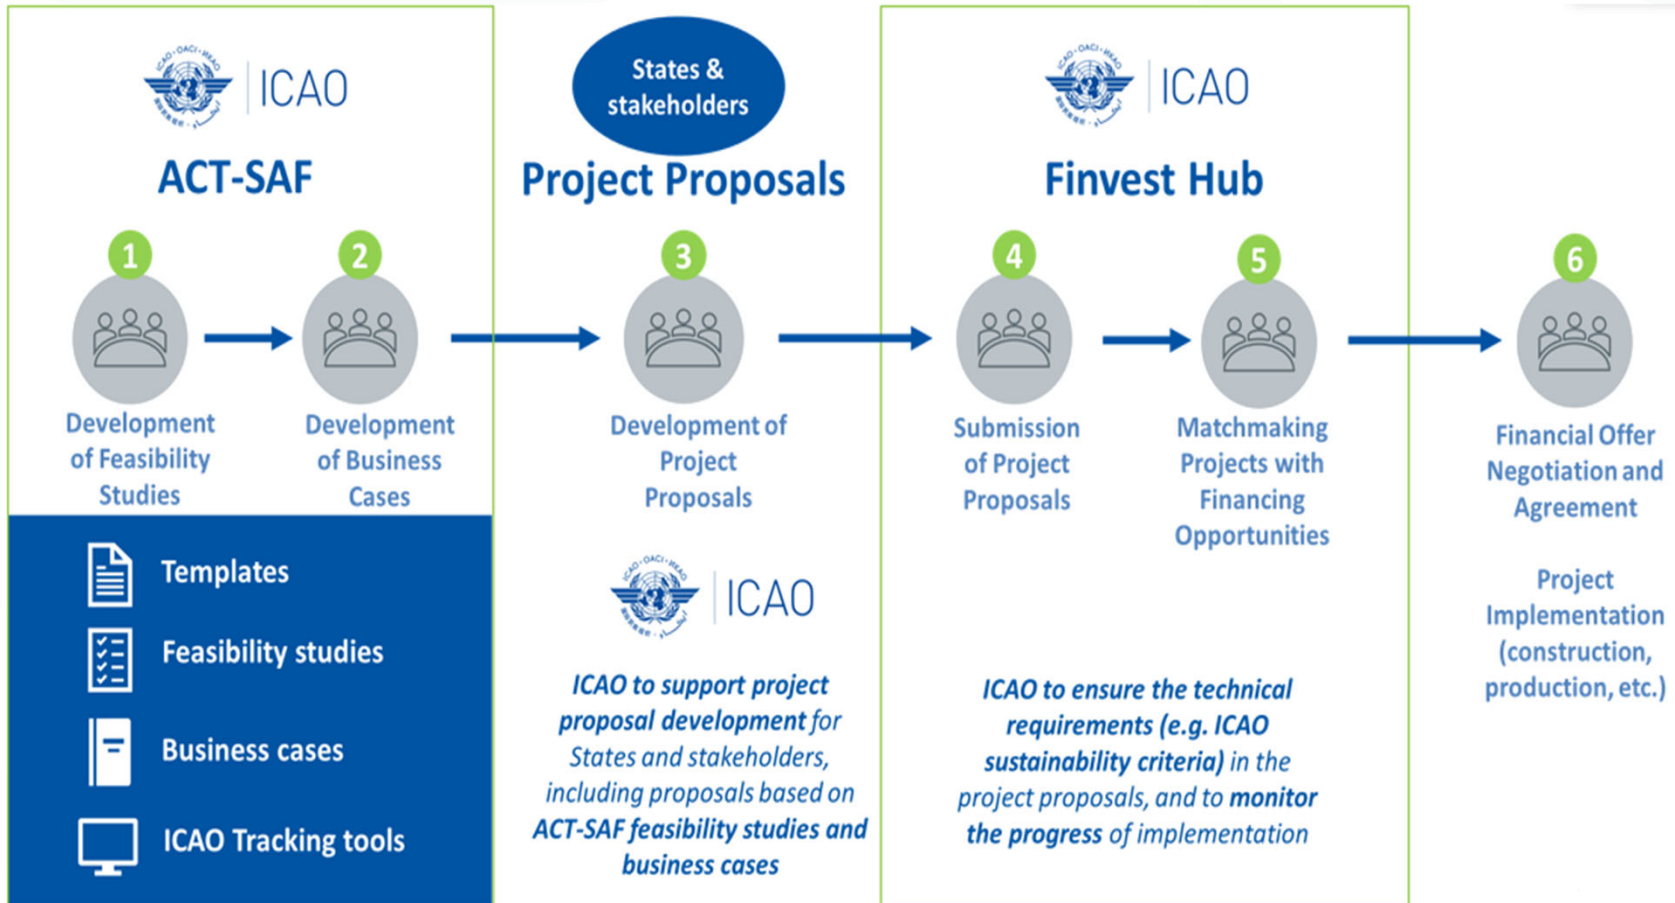 ICAO
ACT-SAF
1
2
Development
of Feasibility
Studies
Development
of Business
Cases
Templates
Feasibility studies
Business cases
ICAO Tracking tools
States &
stakeholders
Project Proposals
3
Development of
Project
Proposals
ICAO
ICAO to support project
proposal development for
States and stakeholders,
including proposals based on
ACT-SAF feasibility studies and
business cases
ICAO
Finvest Hub
4
5
Submission
of Project
Proposals
Matchmaking
Projects with
Financing
Opportunities
ICAO to ensure the technical
requirements (e.g. ICAO
sustainability criteria) in the
project proposals, and to monitor
the progress of implementation
6
Financial Offer
Negotiation and
Agreement
Project
Implementation
(construction,
production, etc.)